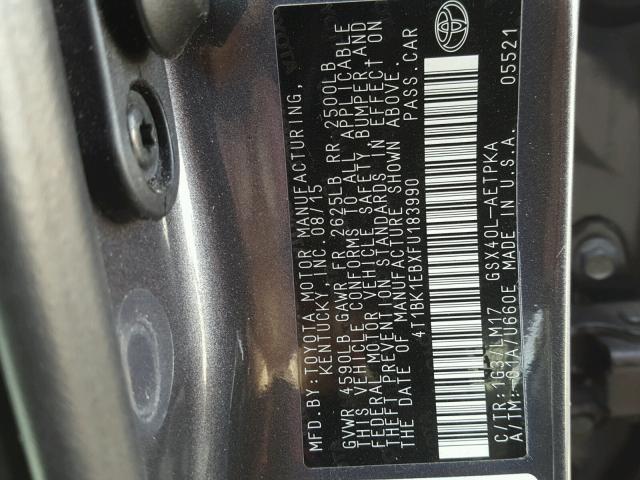 MFD. BY: TOYOTA MOTOR MANUFACTURING,
KENTUCKY, INC. 08/15
GVWR 4590LB GAWR FR 2625LB RR 2500LB
THIS VEHICLE CONFORMS TO ALL APPLICABLE
FEDERAL MOTOR VEHICLE SAFETY, BUMPER AND
THEFT PREVENTION STANDARDS IN EFFECT ON
THE DATE OF MANUFACTURE SHOWN ABOVE.
4T1BK1EBXFU183990 PASS. CAR
C/TR: 1G3/LM17 GSX40L-AETPKA
A/TM: -01A/U660E MADE IN U.S.A. 05521